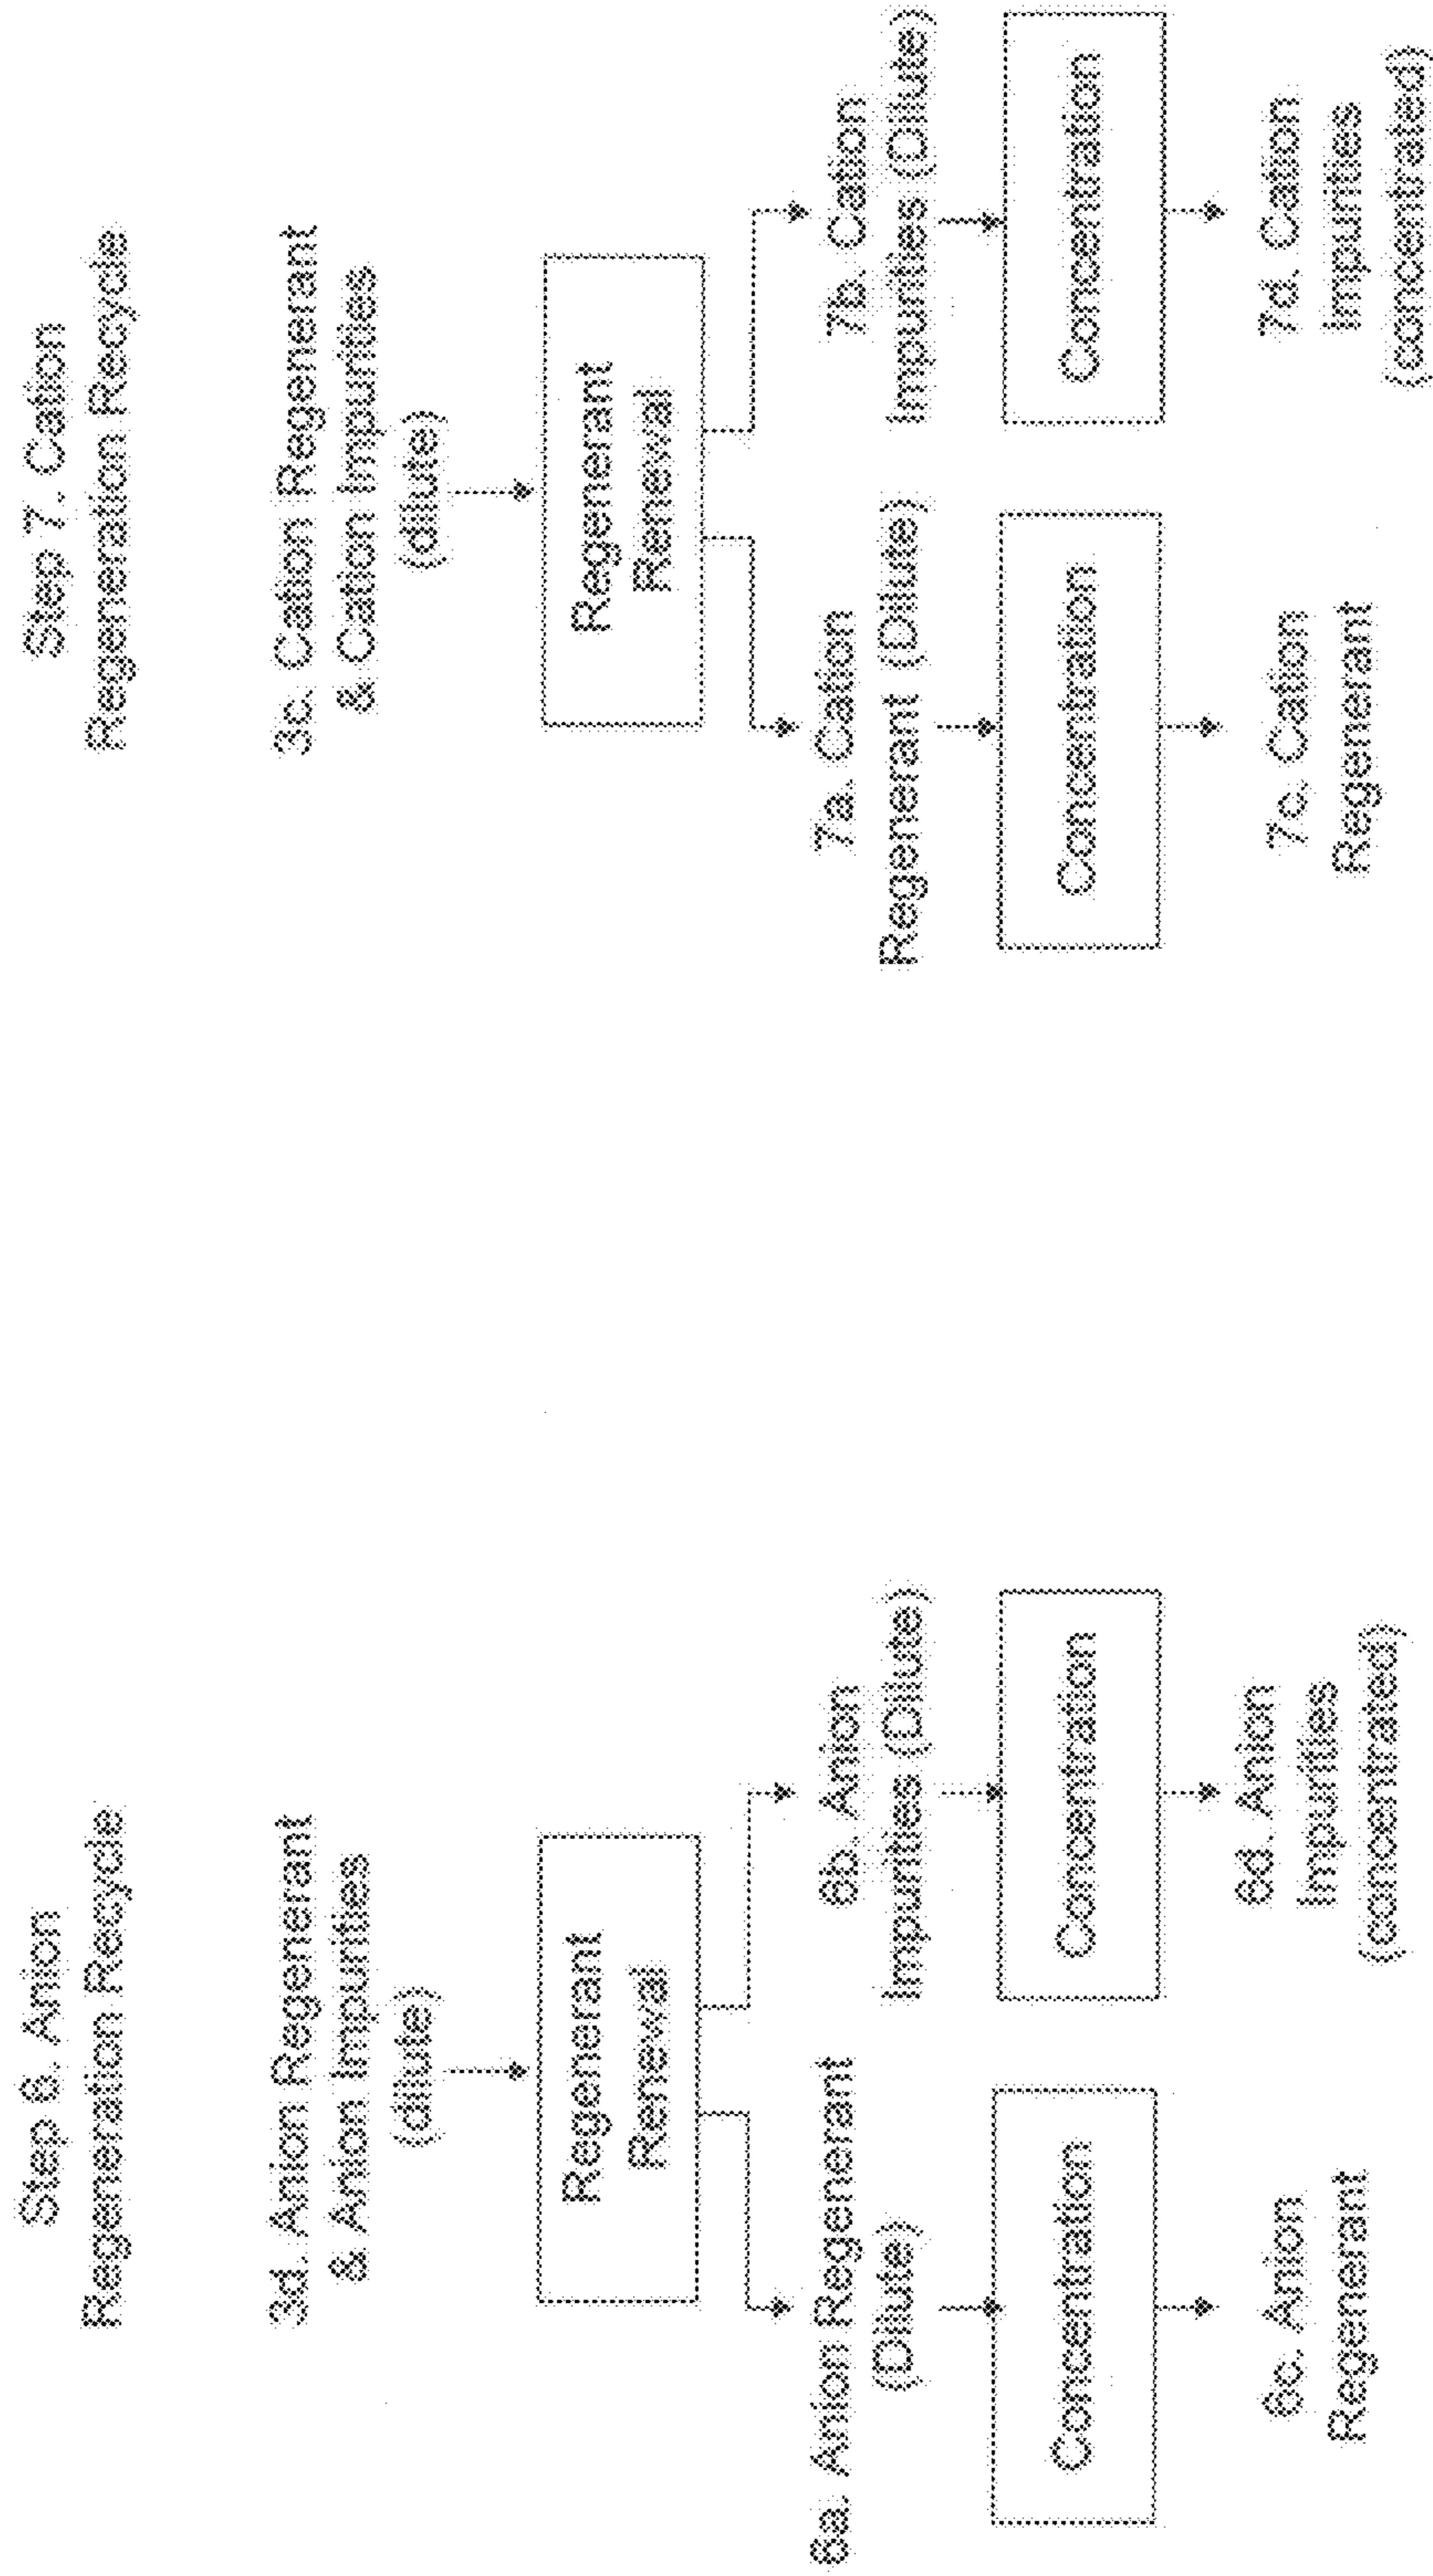 Step 6. Anion
Regeneration Recycle
3d. Anion Regenerant
& Anion Impurities
(dilute)
Regenerant
Renewal
6a. Anion Regenerant
(Dilute)
6b. Anion
Impurities (Dilute)
Concentration
Concentration
6c. Anion
Regenerant
6d. Anion
Impurities
(concentrated)
Step 7. Cation
Regeneration Recycle
3c. Cation Regenerant
& Cation Impurities
(dilute)
Regenerant
Renewal
7a. Cation
Regenerant (Dilute)
7b. Cation
Impurities (Dilute)
Concentration
Concentration
7c. Cation
Regenerant
7d. Cation
Impurities
(concentrated)